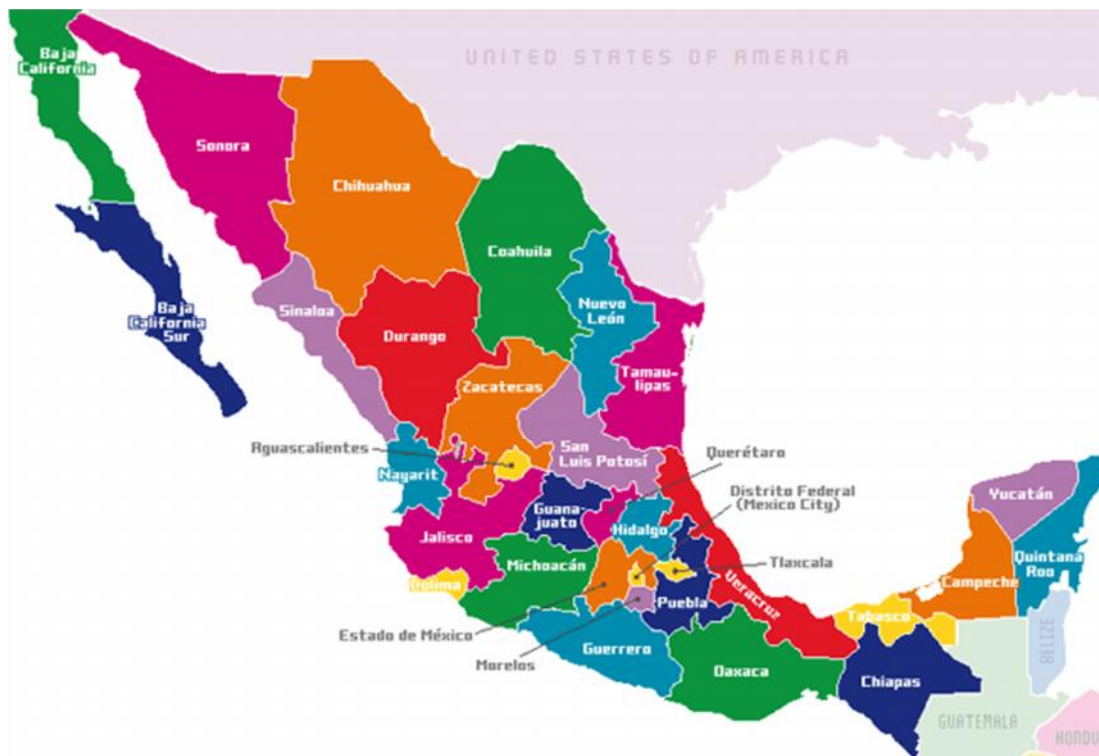 UNITED STATES OF AMERICA
Baja
California
Sonora
Chihuahua
Coahuila
Sinaloa
Nuevo
León
Baja
California
Sur
Durango
Tamau-
lipas
Zacatecas
Aguascalientes
San
Luis Potosí
Querétaro
Nayarit
Distrito Federal
(Mexico City)
Yucatán
Guana-
juato
Hidalgo
Jalisco
Michoacán
Tlaxcala
Quintana
Roo
Campeche
Colima
Puebla
Veracruz
Tabasco
Estado de México
Guerrero
BELIZE
Morelos
Oaxaca
Chiapas
GUATEMALA
HONDU